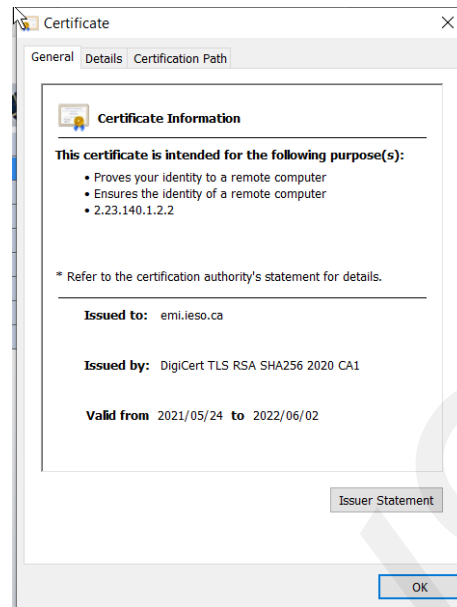 Certificate
General Details Certification Path
Certificate Information
This certificate is intended for the following purpose(s):
• Proves your identity to a remote computer
• Ensures the identity of a remote computer
• 2.23.140.1.2.2
* Refer to the certification authority's statement for details.
Issued to: emi.ieso.ca
Issued by: DigiCert TLS RSA SHA256 2020 CA1
Valid from 2021/05/24 to 2022/06/02
Issuer Statement
OK